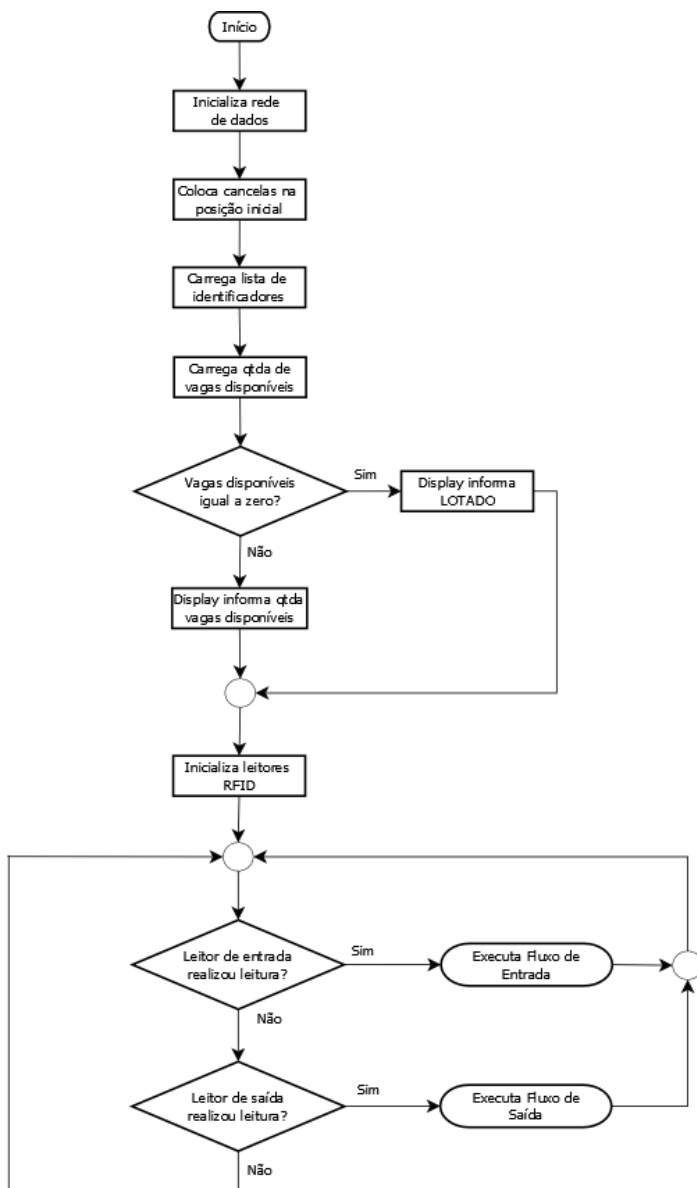 Início
Inicializa rede
de dados
Coloca cancelas na
posição inicial
Carrega lista de
identificadores
Carrega qtda de
vagas disponíveis
Vagas disponíveis
igual a zero?
Sim
Display informa
LOTADO
Não
Display informa qtda
vagas disponíveis
Inicializa leitores
RFID
Leitor de entrada
realizou leitura?
Sim
Executa Fluxo de
Entrada
Não
Leitor de saída
realizou leitura?
Sim
Executa Fluxo de
Saída
Não